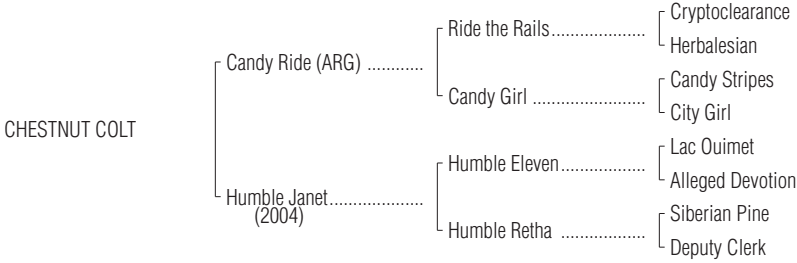 Cryptoclearance
Ride the Rails.....................
Herbalesian
Candy Ride (ARG) ............
Candy Stripes
Candy Girl .........................
City Girl
CHESTNUT COLT
Lac Ouimet
Humble Eleven...................
Alleged Devotion
Humble Janet.....................
(2004)
Siberian Pine
Humble Retha ...................
Deputy Clerk